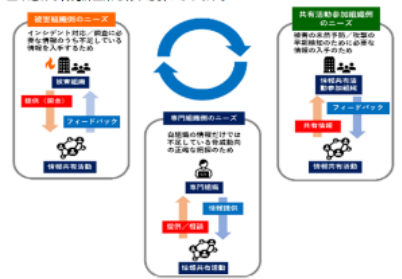 被害組織側のニーズ
インシデント対応／調査に必
要な情報のうち不足している
情報を入手するため
被害組織
提供（照会）
フィードバック
情報共有活動
専門組織側のニーズ
自組織の情報だけでは
不足している脅威動向
の正確な把握のため
専門組織
提供／相談
情報提供
情報共有活動
共有活動参加組織側
のニーズ
被害の未然予防／攻撃の
早期検知のために必要な
情報の入手のため
情報共有活
動参加組織
フィードバック
共有情報
情報共有活動